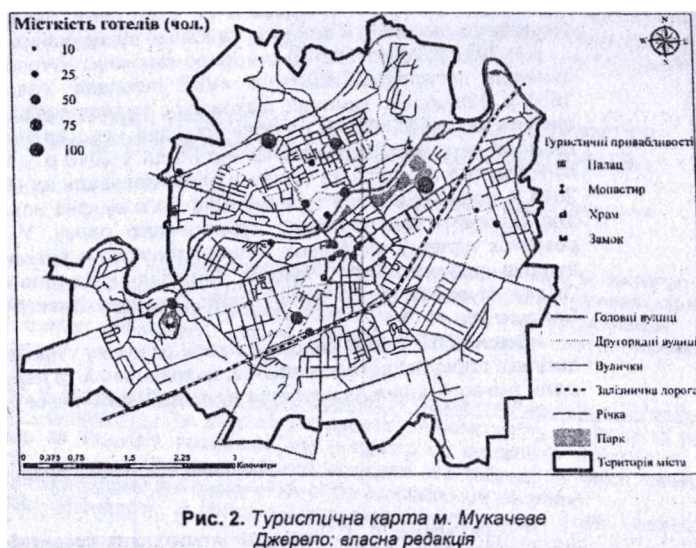 Місткість готелів (чол.)
10
25
50
100
N
S
Туристичні привабливості
Палац
Монастир
Храм
Замок
Головні вулиці
Другорядні вулиці
Вулички
Залізнична дорога
Річка
Парк
Територія міста
0 0,375 0,75 1,5 2,25 3
Кілометри
Рис. 2. Туристична карта м. Мукачеве
Джерело: власна редакція